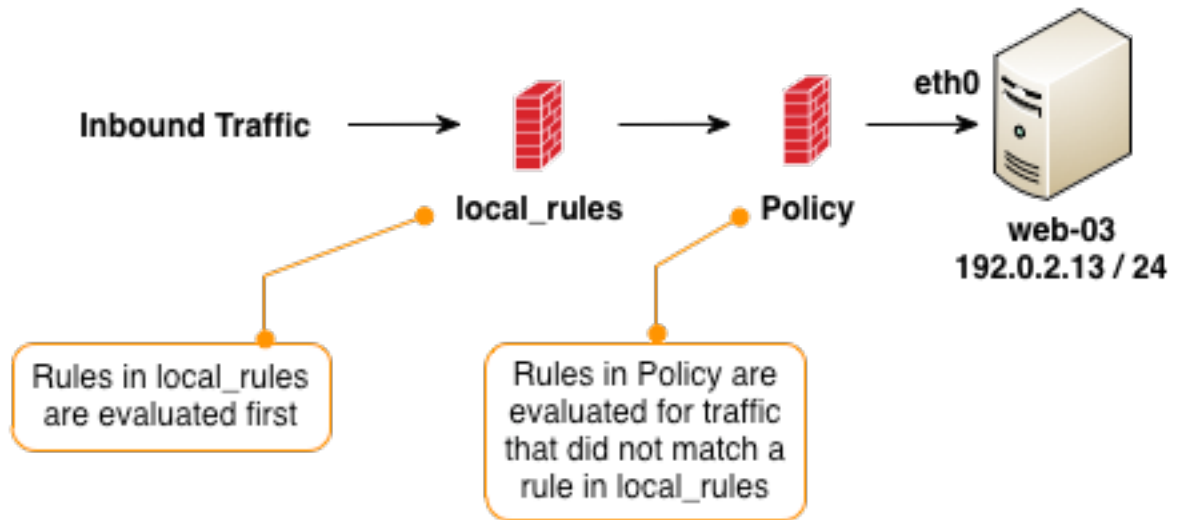 Inbound Traffic
local_rules
Policy
eth0
web-03
192.0.2.13 / 24
Rules in local_rules
are evaluated first
Rules in Policy are
evaluated for traffic
that did not match a
rule in local_rules